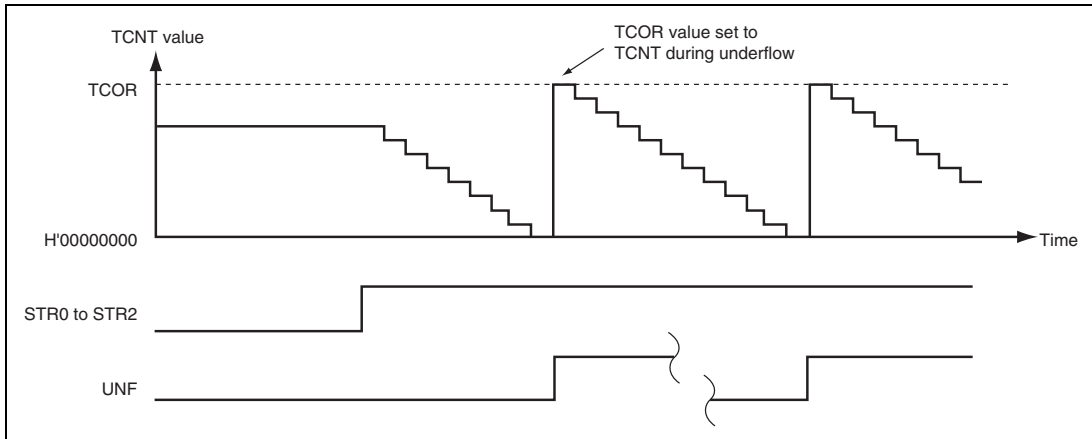 TCNT value
TCOR value set to
TCNT during underflow
TCOR
H'00000000
Time
STR0 to STR2
UNF